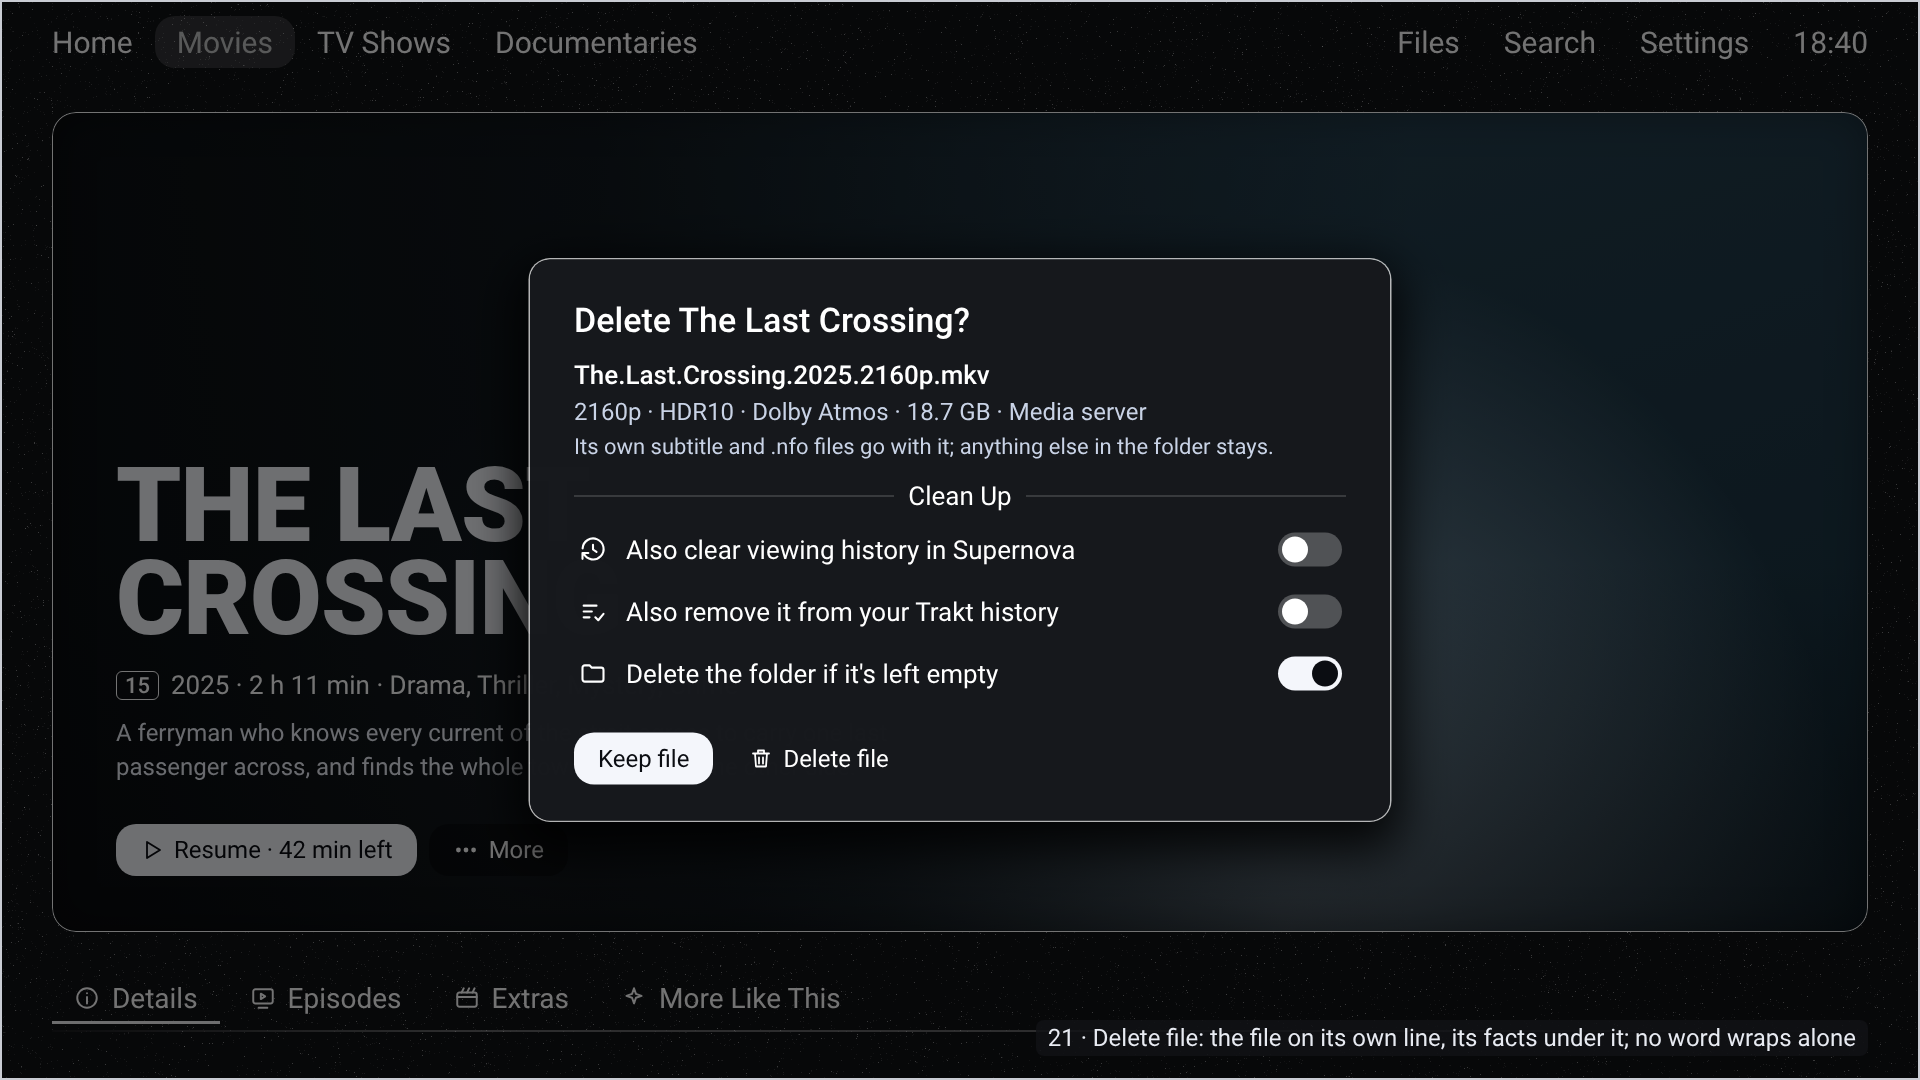 Home Movies TV Shows Documentaries Files Search Settings 18:40
Delete The Last Crossing?
The.Last.Crossing.2025.2160p.mkv
2160p · HDR10 · Dolby Atmos · 18.7 GB · Media server
Its own subtitle and .nfo files go with it; anything else in the folder stays.
Clean Up
Also clear viewing history in Supernova
Also remove it from your Trakt history
Delete the folder if it's left empty
Keep file Delete file
THE LAST
CROSSIN
15 2025 · 2 h 11 min · Drama, Thril
A ferryman who knows every current of
passenger across, and finds the whole
Resume · 42 min left More
Details Episodes Extras More Like This
21 · Delete file: the file on its own line, its facts under it; no word wraps alone